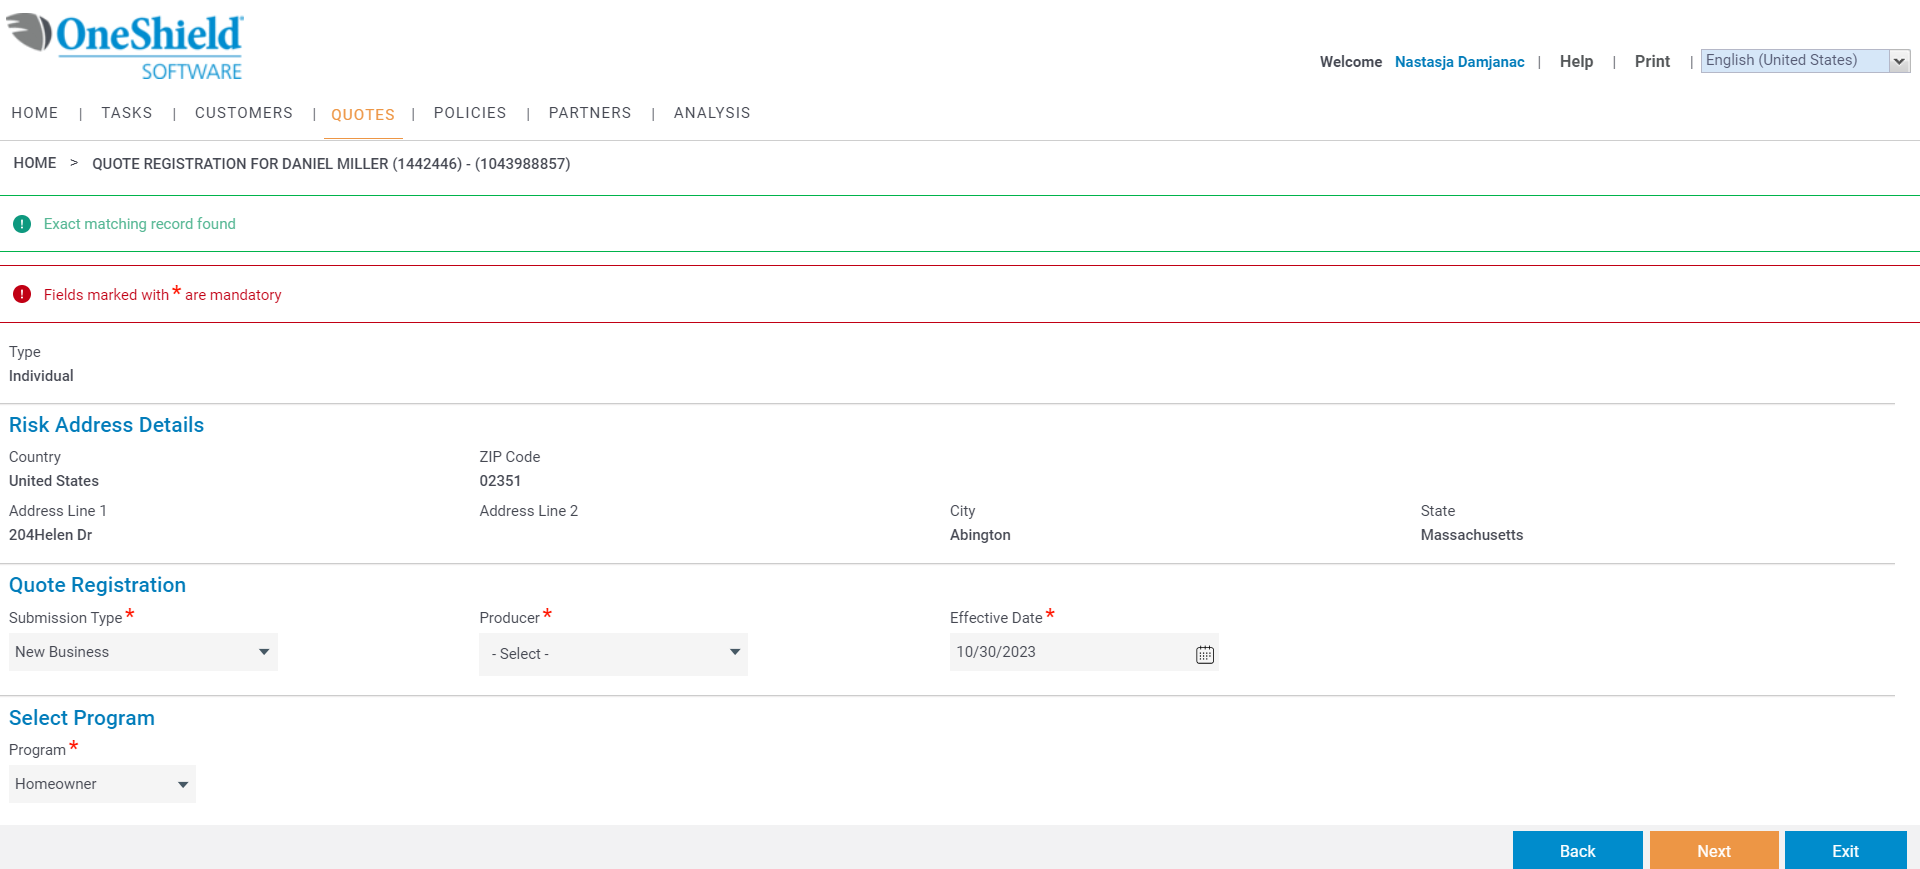 OneShield
SOFTWARE
Welcome Nastasja Damjanac | Help | Print | English (United States)
HOME | TASKS | CUSTOMERS | QUOTES | POLICIES | PARTNERS | ANALYSIS
HOME > QUOTE REGISTRATION FOR DANIEL MILLER (1442446) - (1043988857)
! Exact matching record found
! Fields marked with * are mandatory
Type
Individual
Risk Address Details
Country ZIP Code
United States 02351
Address Line 1 Address Line 2 City State
204Helen Dr Abington Massachusetts
Quote Registration
Submission Type * Producer * Effective Date *
New Business - Select - 10/30/2023
Select Program
Program *
Homeowner
Back Next Exit